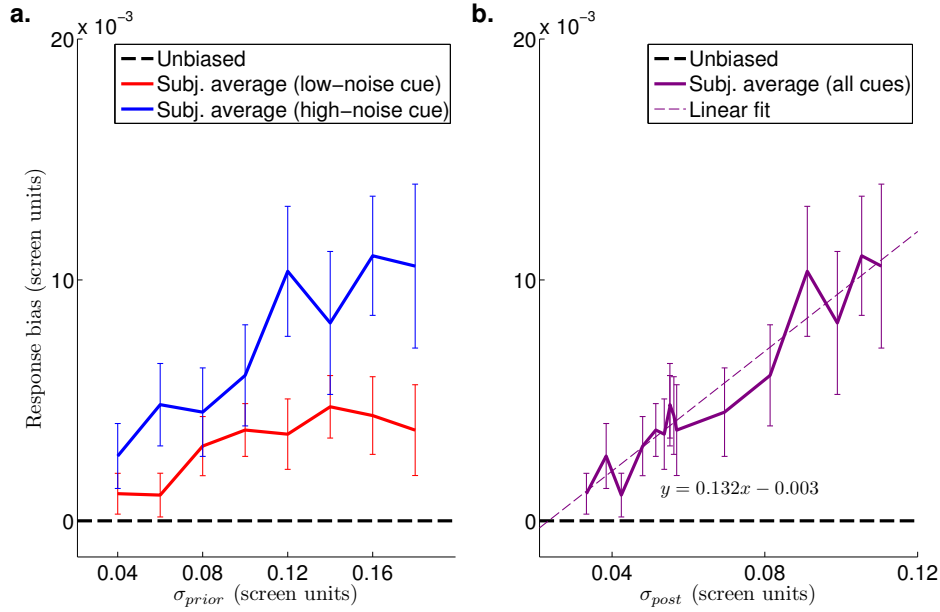 a.
20 x 10⁻³
Unbiased
Subj. average (low−noise cue)
Subj. average (high−noise cue)
10
0
Response bias (screen units)
0.04 0.08 0.12 0.16
σprior (screen units)
b.
20 x 10⁻³
Unbiased
Subj. average (all cues)
Linear fit
10
y = 0.132x − 0.003
0
0.04 0.08 0.12
σpost (screen units)